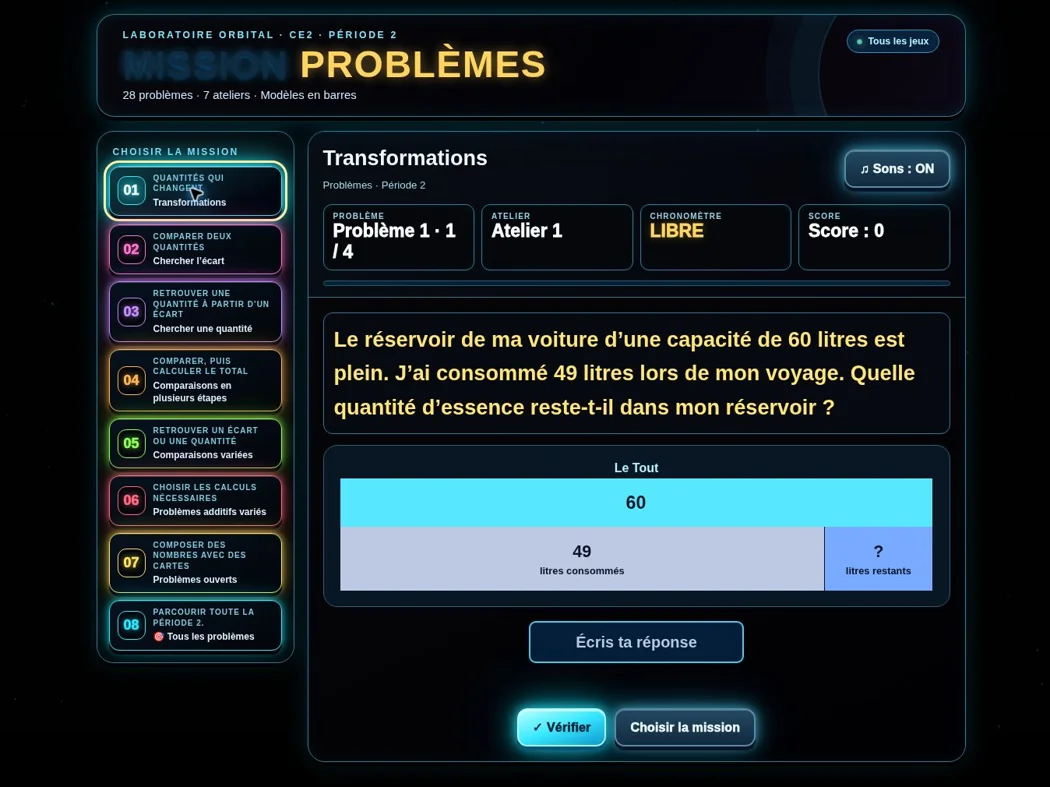 LABORATOIRE ORBITAL · CE2 · PÉRIODE 2
MISSION PROBLÈMES
28 problèmes · 7 ateliers · Modèles en barres
Tous les jeux
CHOISIR LA MISSION
01
QUANTITÉS QUI
CHANGENT
Transformations
02
COMPARER DEUX
QUANTITÉS
Chercher l’écart
03
RETROUVER UNE
QUANTITÉ À PARTIR D’UN
ÉCART
Chercher une quantité
04
COMPARER, PUIS
CALCULER LE TOTAL
Comparaisons en
plusieurs étapes
05
RETROUVER UN ÉCART
OU UNE QUANTITÉ
Comparaisons variées
06
CHOISIR LES CALCULS
NÉCESSAIRES
Problèmes additifs variés
07
COMPOSER DES
NOMBRES AVEC DES
CARTES
Problèmes ouverts
08
PARCOURIR TOUTE LA
PÉRIODE 2.
🎯 Tous les problèmes
Transformations
Problèmes · Période 2
♫ Sons : ON
PROBLÈME
Problème 1 · 1
/ 4
ATELIER
Atelier 1
CHRONOMÈTRE
LIBRE
SCORE
Score : 0
Le réservoir de ma voiture d’une capacité de 60 litres est
plein. J’ai consommé 49 litres lors de mon voyage. Quelle
quantité d’essence reste-t-il dans mon réservoir ?
Le Tout
60
49
litres consommés
?
litres restants
Écris ta réponse
✓ Vérifier
Choisir la mission